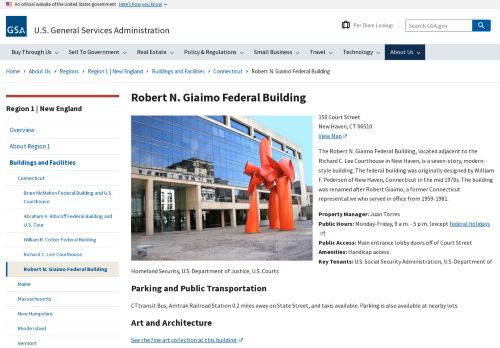 An official website of the United States government Here's how you know
GSA
U.S. General Services Administration
Per Diem Lookup
Search GSA.gov
Buy Through Us
Sell To Government
Real Estate
Policy & Regulations
Small Business
Travel
Technology
About Us
Home > About Us > Regions > Region 1 | New England > Buildings and Facilities > Connecticut > Robert N. Giaimo Federal Building
Region 1 | New England
Overview
About Region 1
Buildings and Facilities
Connecticut
Brien McMahon Federal Building and U.S.
Courthouse
Abraham A. Ribicoff Federal Building and
U.S. Cour
William R. Cotter Federal Building
Richard C. Lee Courthouse
Robert N. Giaimo Federal Building
Maine
Massachusetts
New Hampshire
Rhode Island
Vermont
Robert N. Giaimo Federal Building
150 Court Street
New Haven, CT 06510
View Map
The Robert N. Giaimo Federal Building, located adjacent to the
Richard C. Lee Courthouse in New Haven, is a seven-story, modern-
style building. The federal building was originally designed by William
F. Pedersen of New Haven, Connecticut in the mid 1970s. The building
was renamed after Robert Giaimo, a former Connecticut
representative who served in office from 1959-1981.
Property Manager: Juan Torres
Public Hours: Monday-Friday, 9 a.m. - 5 p.m. (except federal holidays
)
Public Access: Main entrance lobby doors off of Court Street
Amenities: Handicap access
Key Tenants: U.S. Social Security Administration, U.S. Department of
Homeland Security, U.S. Department of Justice, U.S. Courts
Parking and Public Transportation
CTtransit Bus, Amtrak Railroad Station 0.2 miles away on State Street, and taxis available. Parking is also available at nearby lots.
Art and Architecture
See the fine art collection at this building.